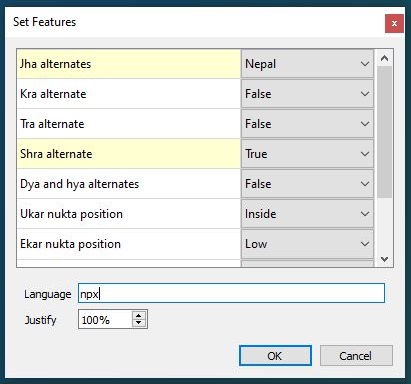 Set Features
Jha alternates Nepal
Kra alternate False
Tra alternate False
Shra alternate True
Dya and hya alternates False
Ukar nukta position Inside
Ekar nukta position Low
Language npx
Justify 100%
OK Cancel